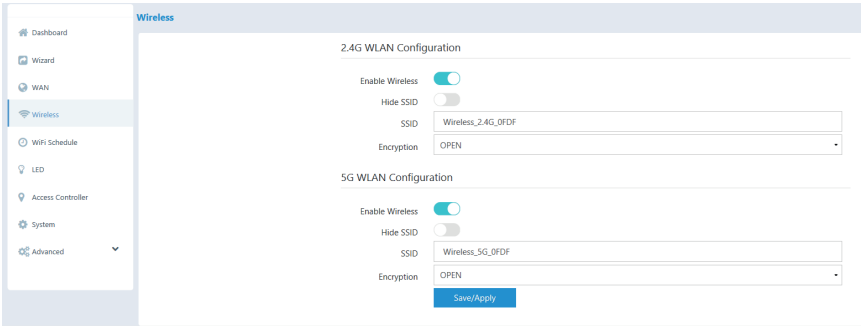 Wireless
Dashboard
Wizard
WAN
Wireless
WiFi Schedule
LED
Access Controller
System
Advanced
2.4G WLAN Configuration
Enable Wireless
Hide SSID
SSID Wireless_2.4G_0FDF
Encryption OPEN
5G WLAN Configuration
Enable Wireless
Hide SSID
SSID Wireless_5G_0FDF
Encryption OPEN
Save/Apply